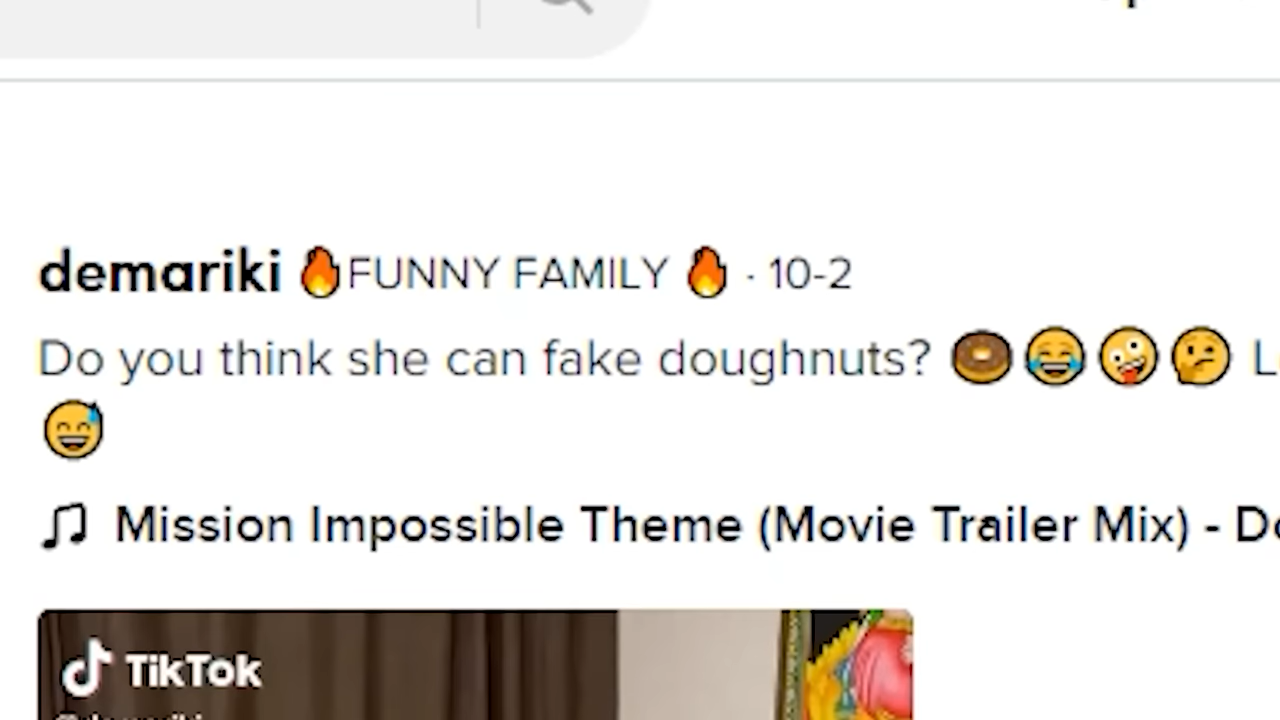 demariki 🔥FUNNY FAMILY 🔥 · 10-2
Do you think she can fake doughnuts? 🍩😂🤪🤔
😅
Mission Impossible Theme (Movie Trailer Mix) -
TikTok